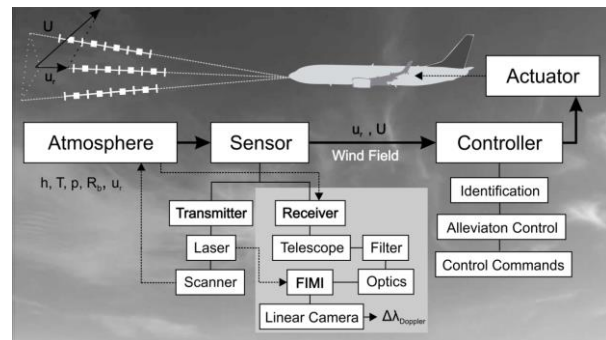 U
u_r
Actuator
Atmosphere
Sensor
u_r , U
Wind Field
Controller
h, T, p, R_b, u_r
Transmitter
Receiver
Identification
Laser
Telescope
Filter
Alleviaton Control
Scanner
FIMI
Optics
Control Commands
Linear Camera
Δλ_Doppler